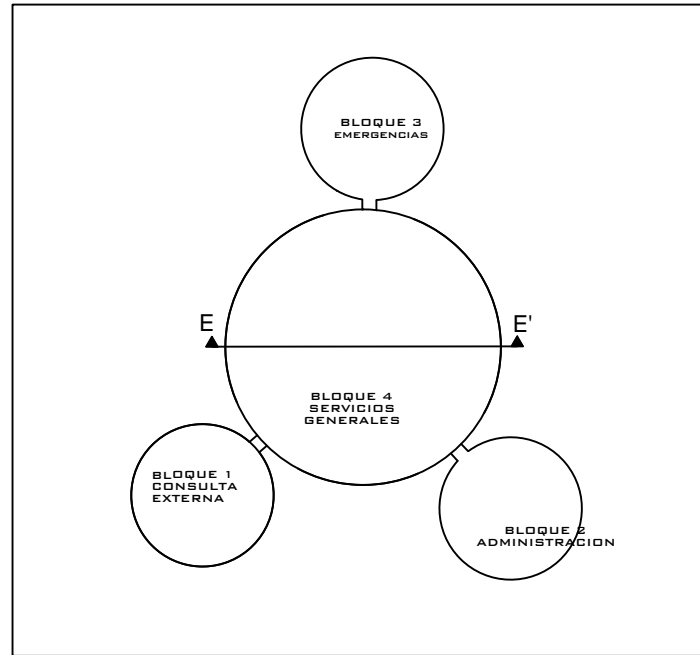 BLOQUE 3
EMERGENCIAS
E
E'
BLOQUE 4
SERVICIOS
GENERALES
BLOQUE 1
CONSULTA
EXTERNA
BLOQUE 2
ADMINISTRACION